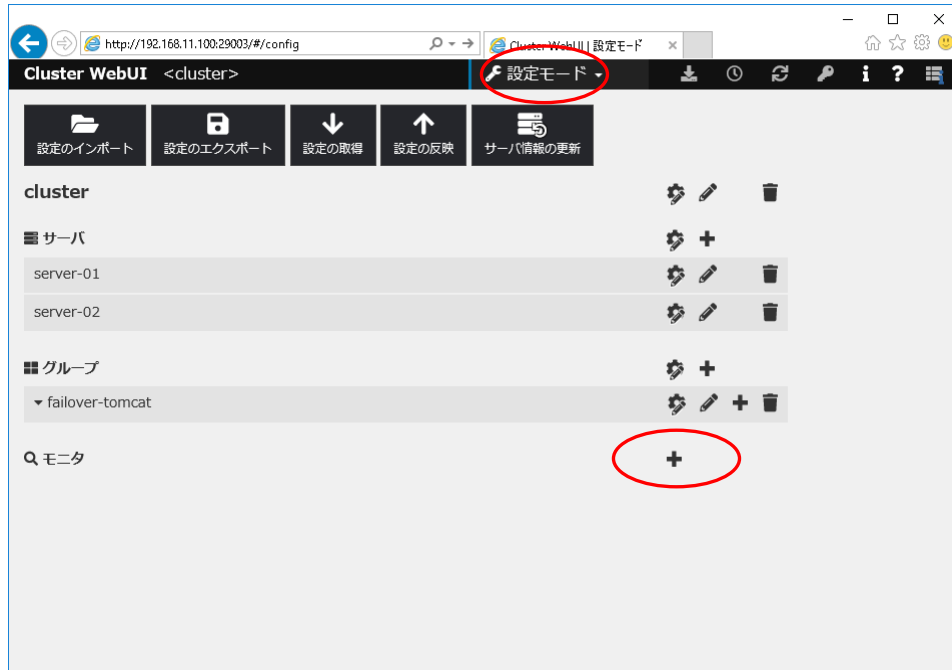 http://192.168.11.100:29003/#/config
Cluster WebUI | 設定モード
Cluster WebUI <cluster>
設定モード
設定のインポート
設定のエクスポート
設定の取得
設定の反映
サーバ情報の更新
cluster
サーバ
server-01
server-02
グループ
failover-tomcat
モニタ